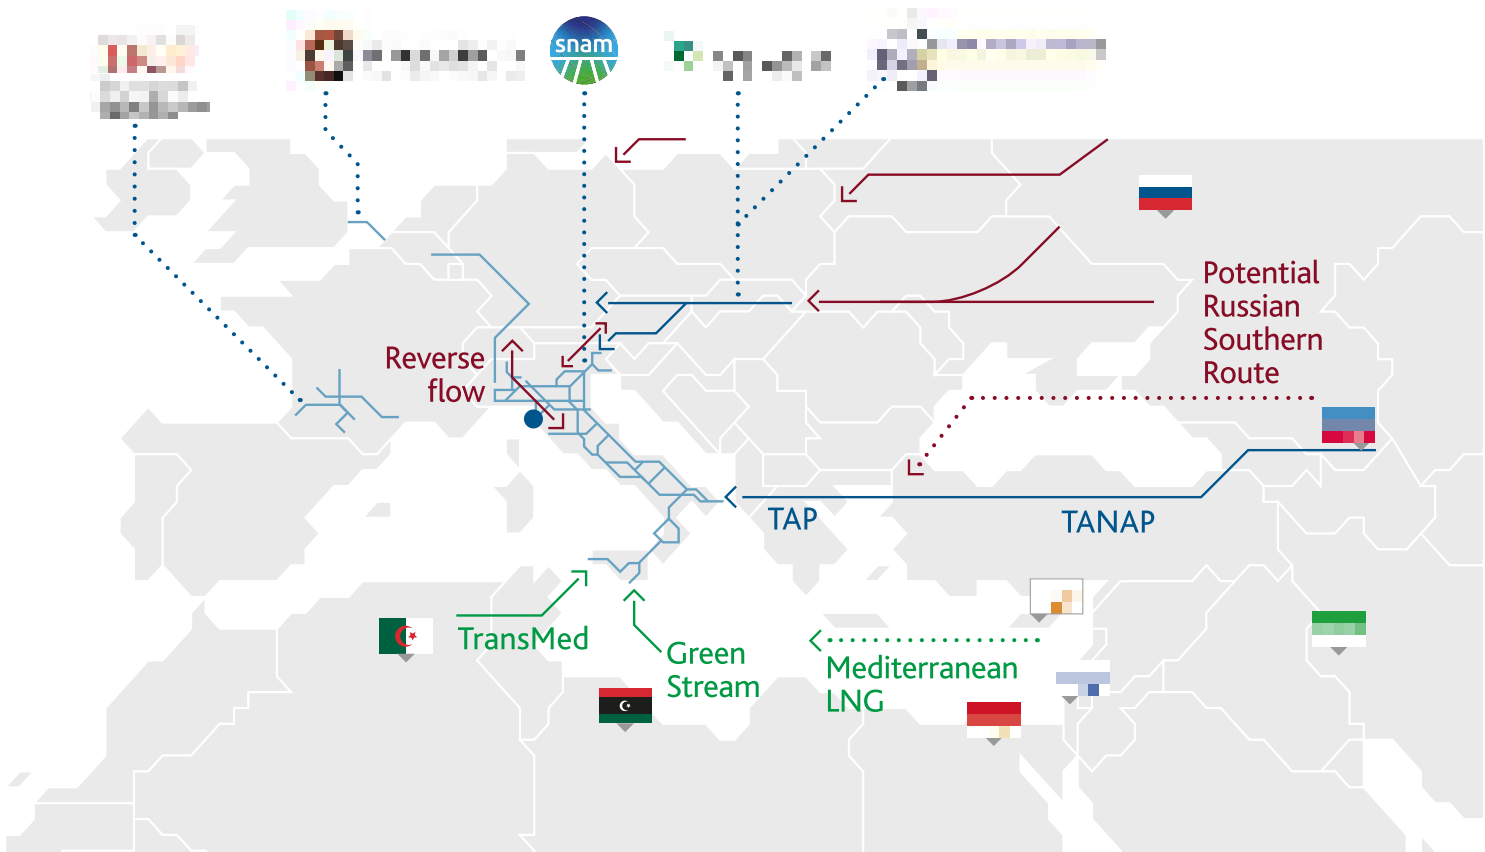 snam
Potential
Russian
Southern
Route
Reverse
flow
TAP
TANAP
TransMed
Green
Stream
Mediterranean
LNG